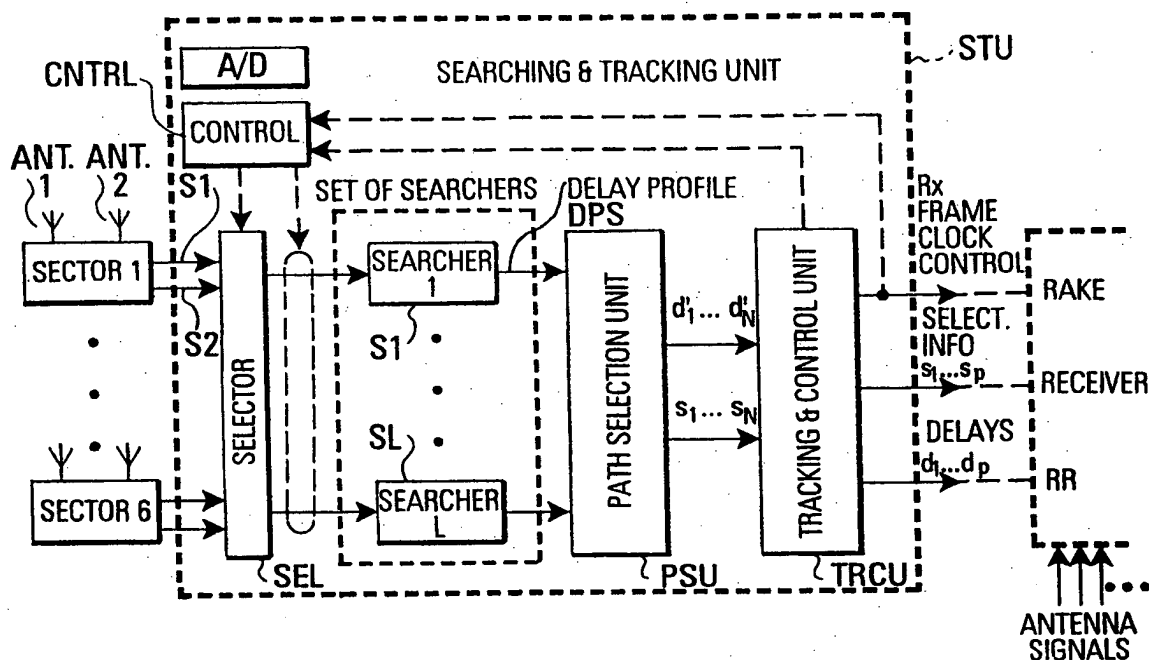 A/D
SEARCHING & TRACKING UNIT
STU
CNTRL
CONTROL
ANT.
1
ANT.
2
S1
SET OF SEARCHERS
DELAY PROFILE
DPS
Rx
FRAME
CLOCK
CONTROL
SECTOR 1
S2
SELECTOR
SEARCHER
1
S1
PATH SELECTION UNIT
d'1 ... d'N
s1 ... sN
TRACKING & CONTROL UNIT
SELECT.
INFO
s1...sp
DELAYS
d1...dp
RAKE
RECEIVER
RR
SL
SECTOR 6
SEARCHER
L
SEL
PSU
TRCU
ANTENNA
SIGNALS